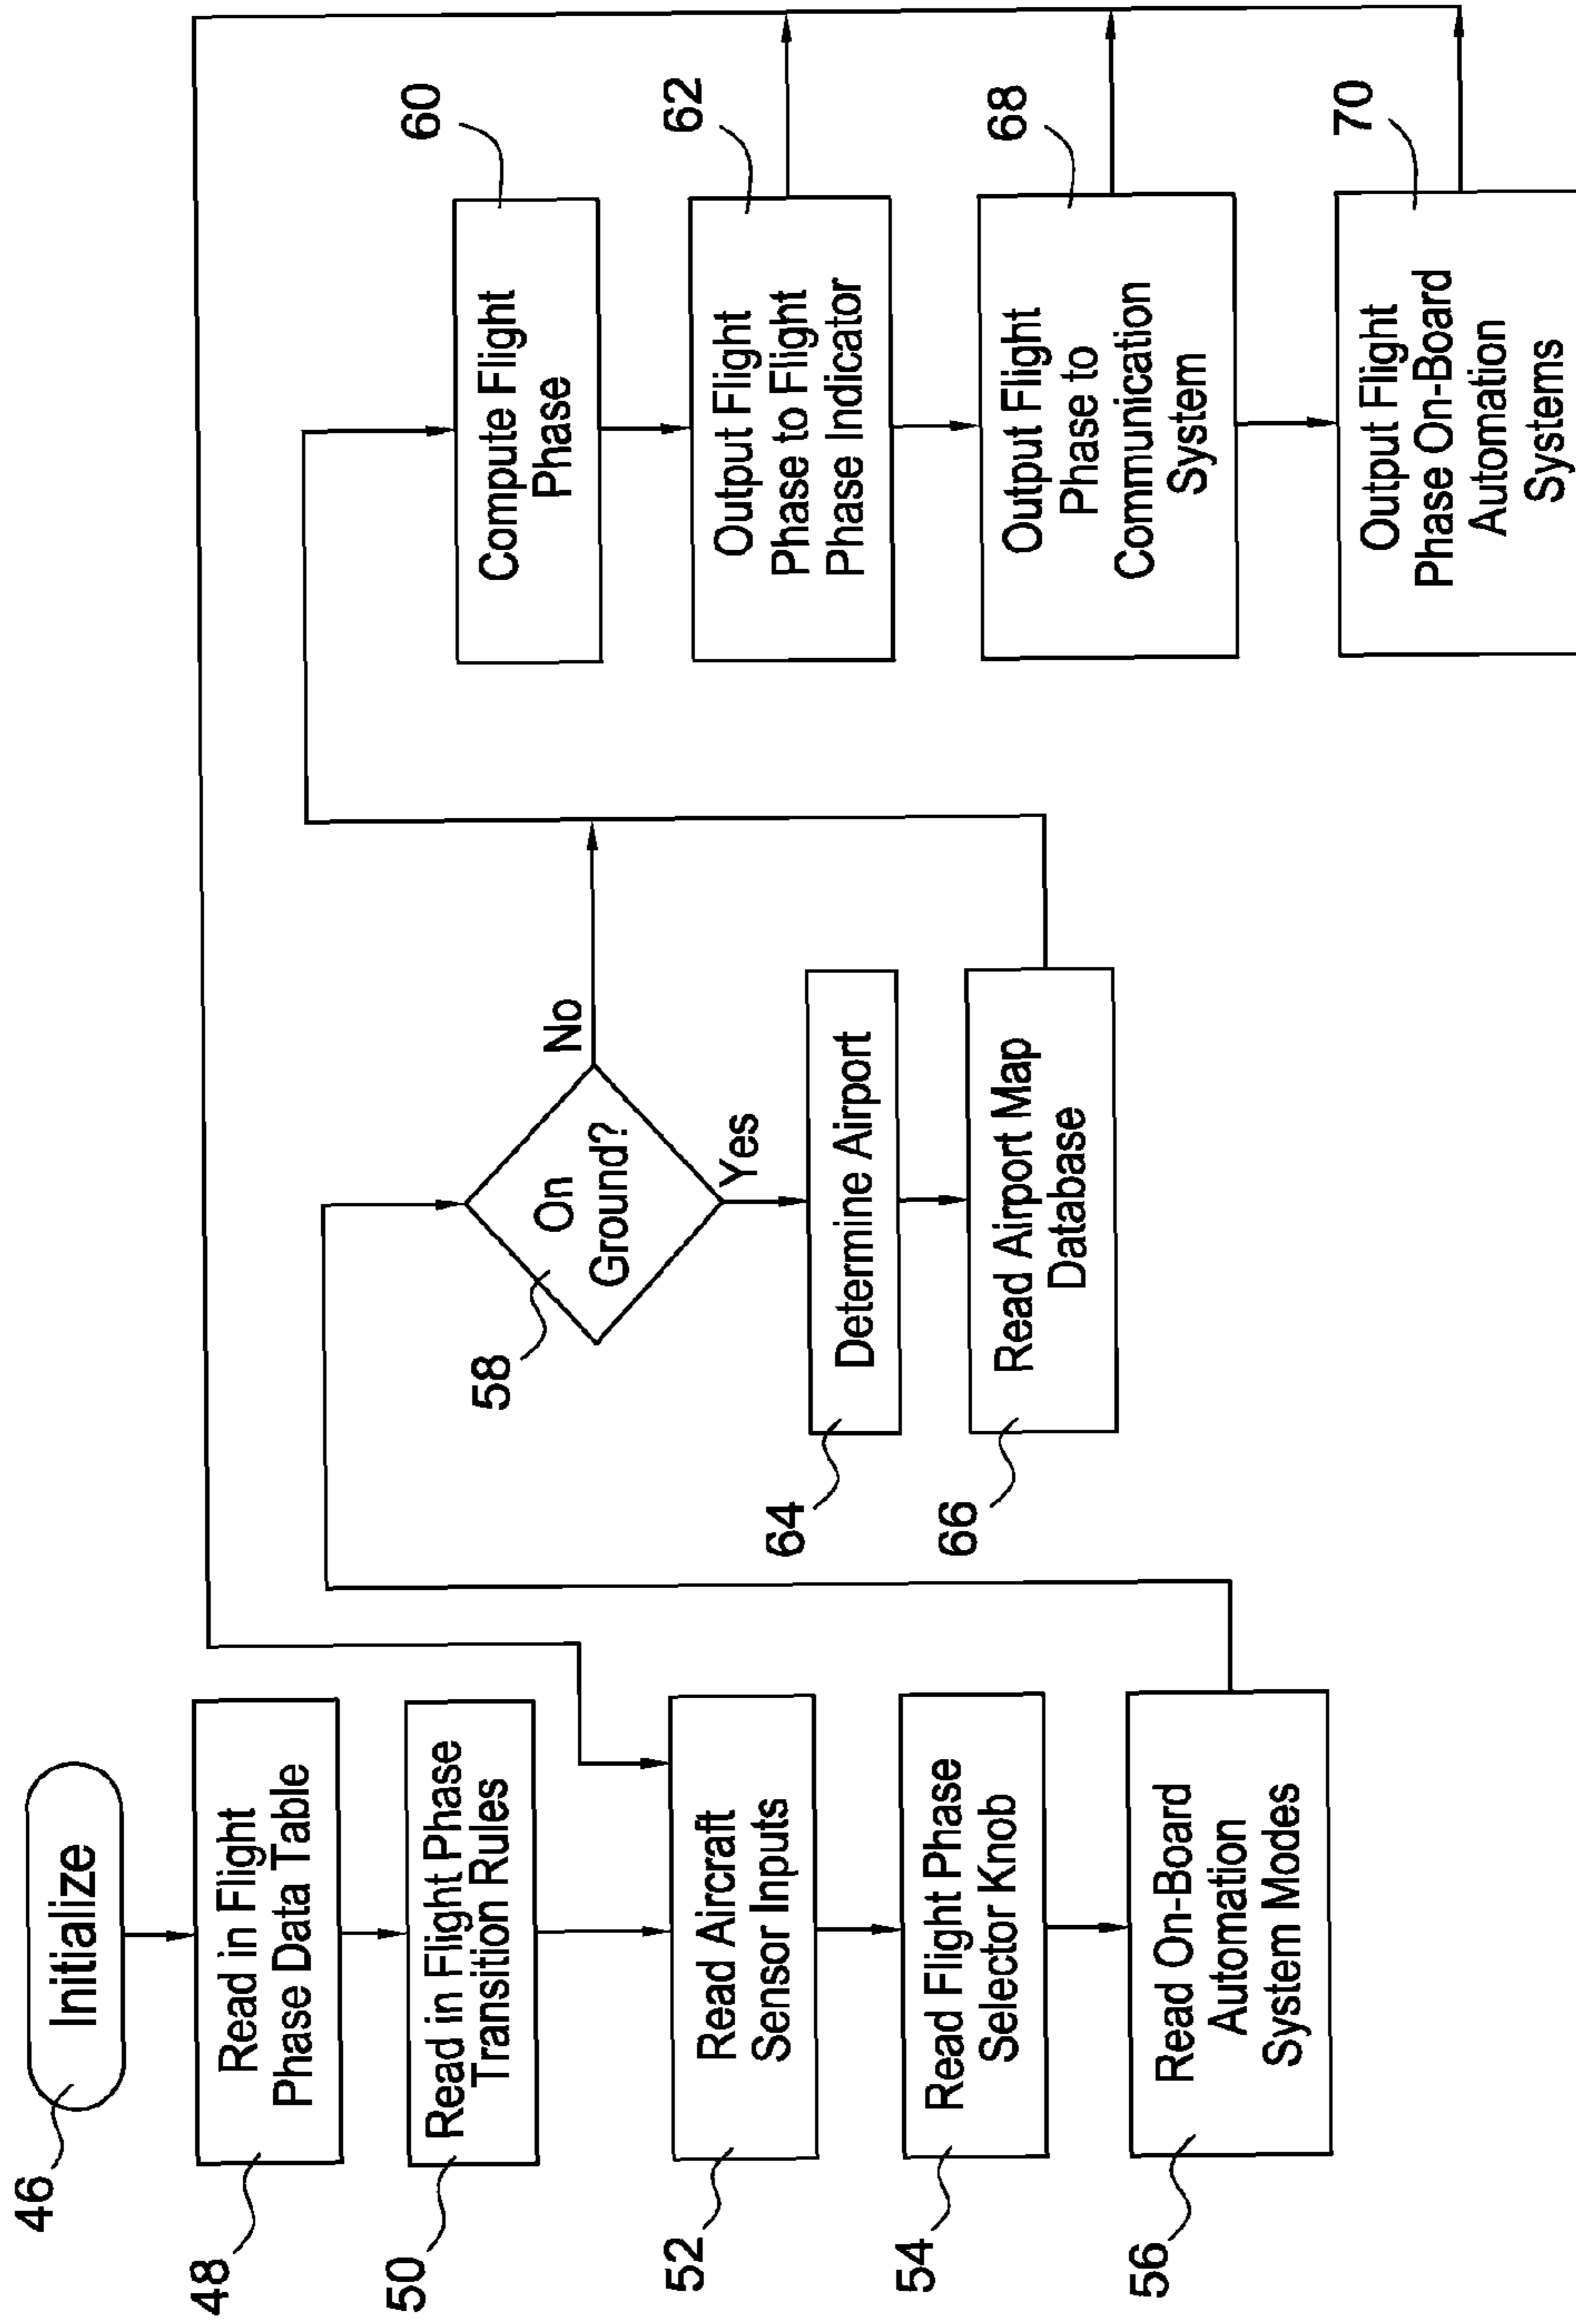 46
Initialize
48
Read in Flight
Phase Data Table
50
Read in Flight Phase
Transition Rules
52
Read Aircraft
Sensor Inputs
54
Read Flight Phase
Selector Knob
56
Read On-Board
Automation
System Modes
58
On
Ground?
No
Yes
64
Determine Airport
66
Read Airport Map
Database
60
Compute Flight
Phase
62
Output Flight
Phase to Flight
Phase Indicator
68
Output Flight
Phase to
Communication
System
70
Output Flight
Phase On-Board
Automation
Systems